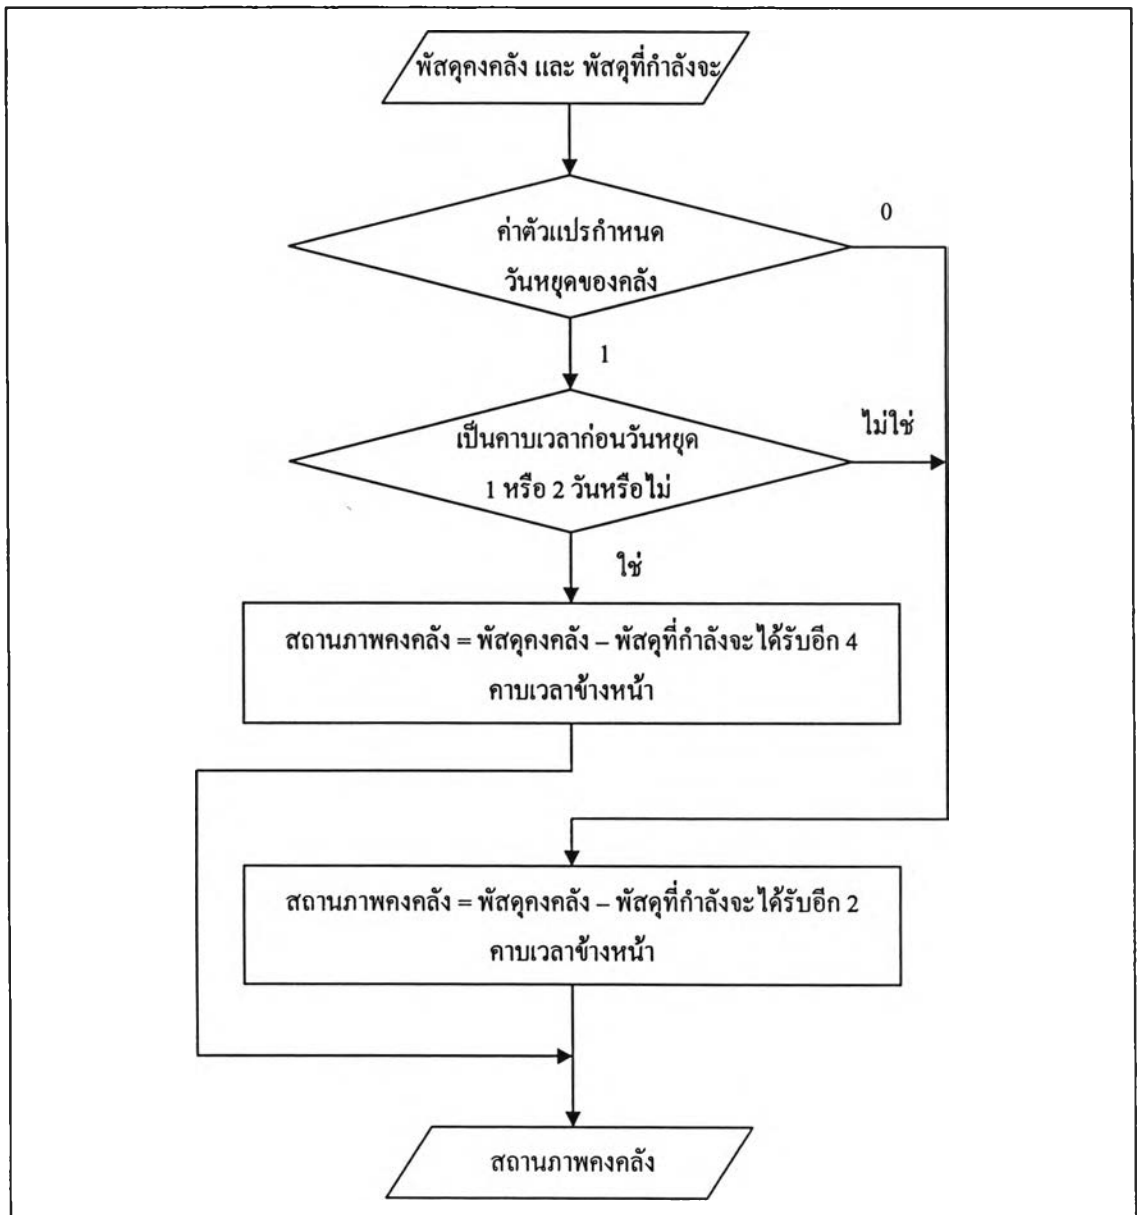 พัสดุคงคลัง และ พัสดุที่กำลังจะ
0
ค่าตัวแปรกำหนด
วันหยุดของคลัง
1
ไม่ใช่
เป็นคาบเวลาก่อนวันหยุด
1 หรือ 2 วันหรือไม่
ใช่
สถานภาพคงคลัง = พัสดุคงคลัง – พัสดุที่กำลังจะได้รับอีก 4
คาบเวลาข้างหน้า
สถานภาพคงคลัง = พัสดุคงคลัง – พัสดุที่กำลังจะได้รับอีก 2
คาบเวลาข้างหน้า
สถานภาพคงคลัง